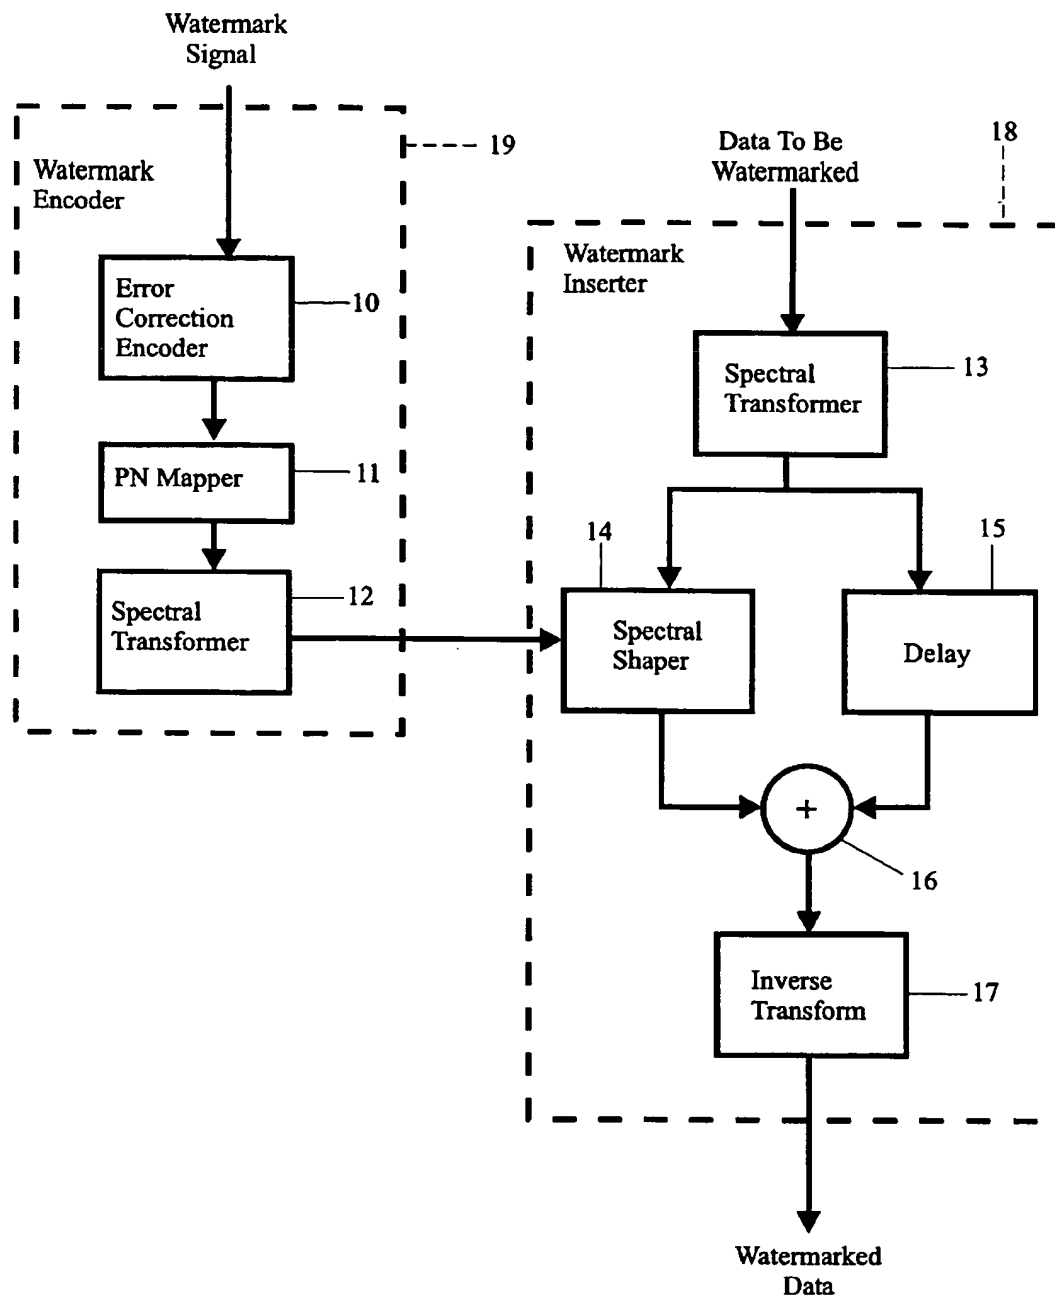 Watermark
Signal
19
Watermark
Encoder
Error
Correction
Encoder
10
PN Mapper
11
Spectral
Transformer
12
18
Data To Be
Watermarked
Watermark
Inserter
Spectral
Transformer
13
14
15
Spectral
Shaper
Delay
+
16
Inverse
Transform
17
Watermarked
Data